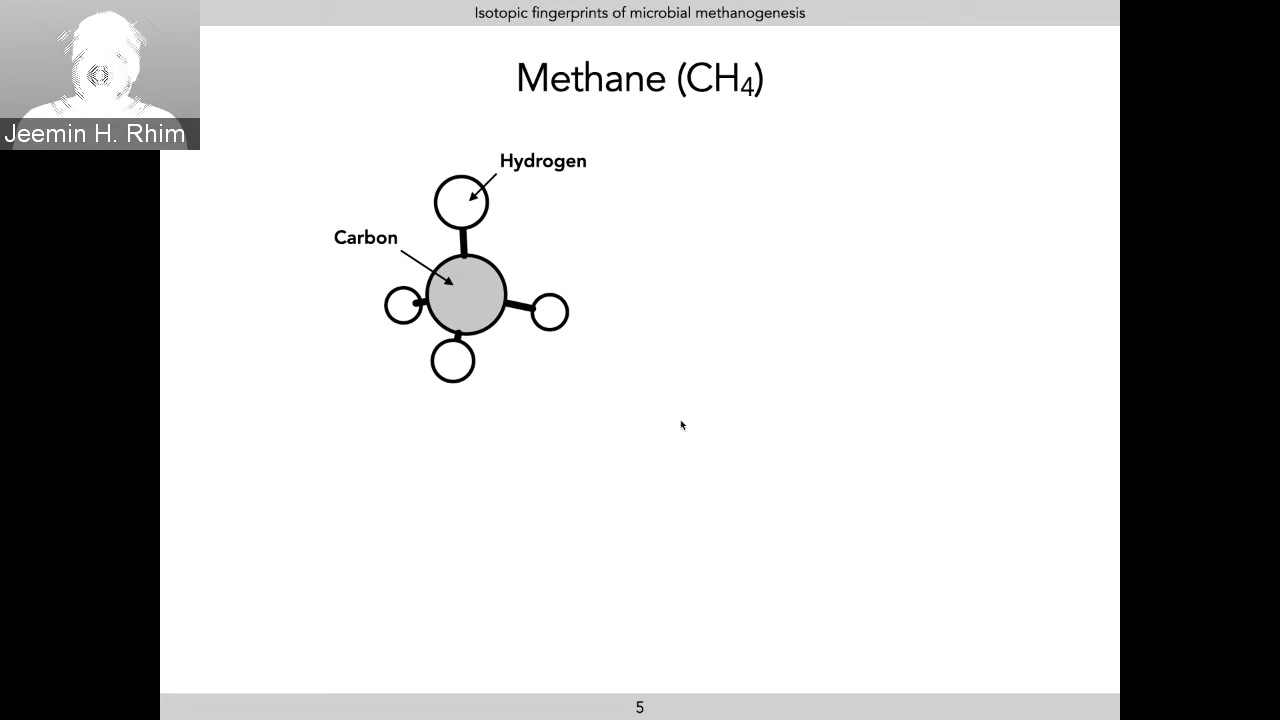 Isotopic fingerprints of microbial methanogenesis
Methane (CH₄)
Jeemin H. Rhim
Hydrogen
Carbon
5